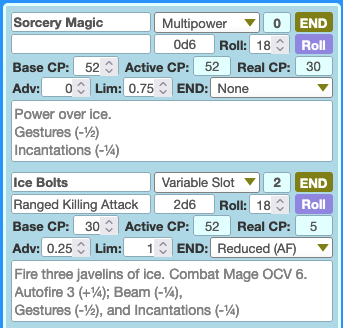 Sorcery Magic Multipower 0 END
0d6 Roll: 18 Roll
Base CP: 52 Active CP: 52 Real CP: 30
Adv: 0 Lim: 0.75 END: None
Power over ice.
Gestures (-½)
Incantations (-¼)
Ice Bolts Variable Slot 2 END
Ranged Killing Attack 2d6 Roll: 18 Roll
Base CP: 30 Active CP: 52 Real CP: 5
Adv: 0.25 Lim: 1 END: Reduced (AF)
Fire three javelins of ice. Combat Mage OCV 6.
Autofire 3 (+¼); Beam (-¼),
Gestures (-½), and Incantations (-¼)